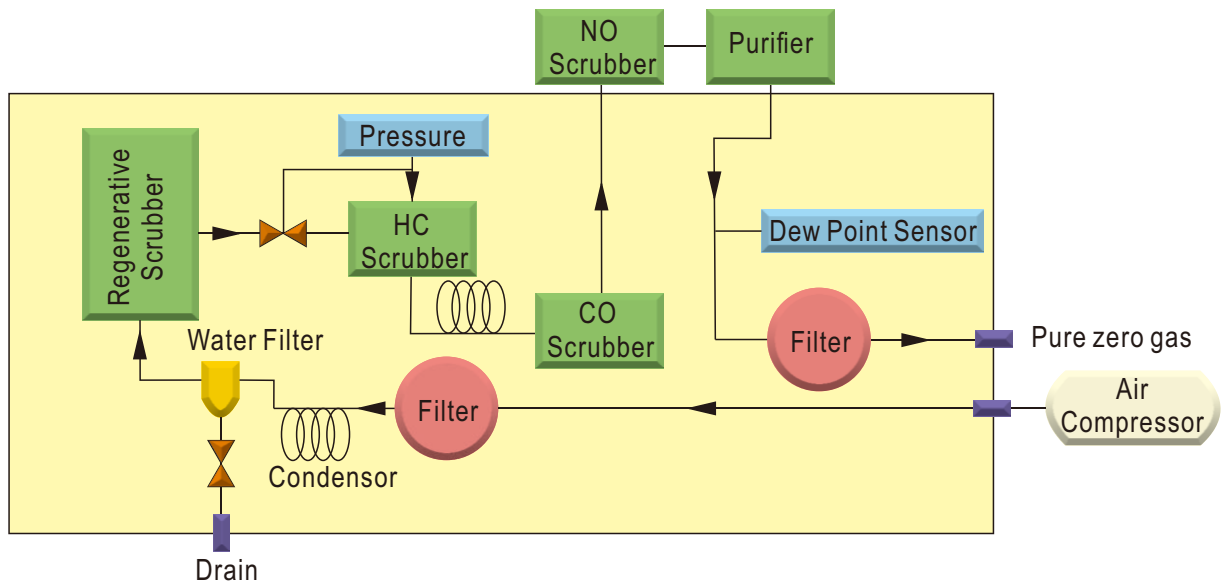 NO
Scrubber
Purifier
Pressure
Regenerative
Scrubber
HC
Scrubber
Dew Point Sensor
CO
Scrubber
Filter
Pure zero gas
Water Filter
Filter
Air
Compressor
Condensor
Drain